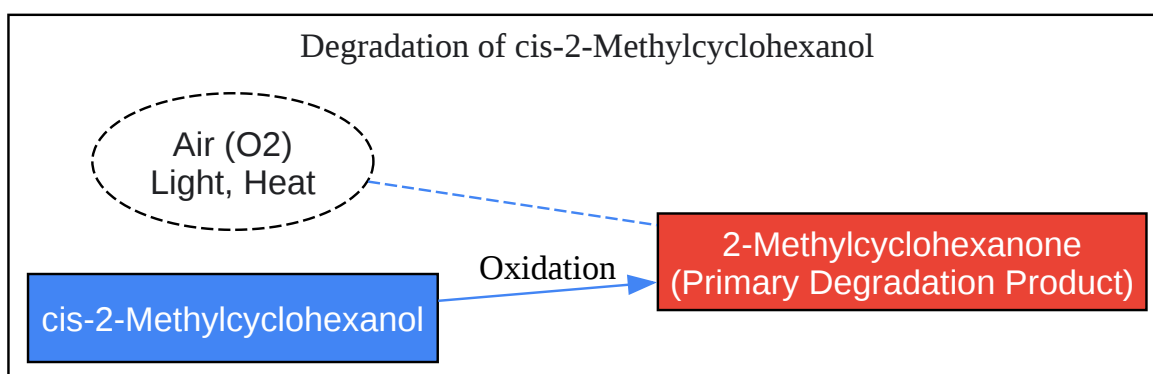 Degradation of cis-2-Methylcyclohexanol
Air (O2)
Light, Heat
2-Methylcyclohexanone
(Primary Degradation Product)
Oxidation
cis-2-Methylcyclohexanol